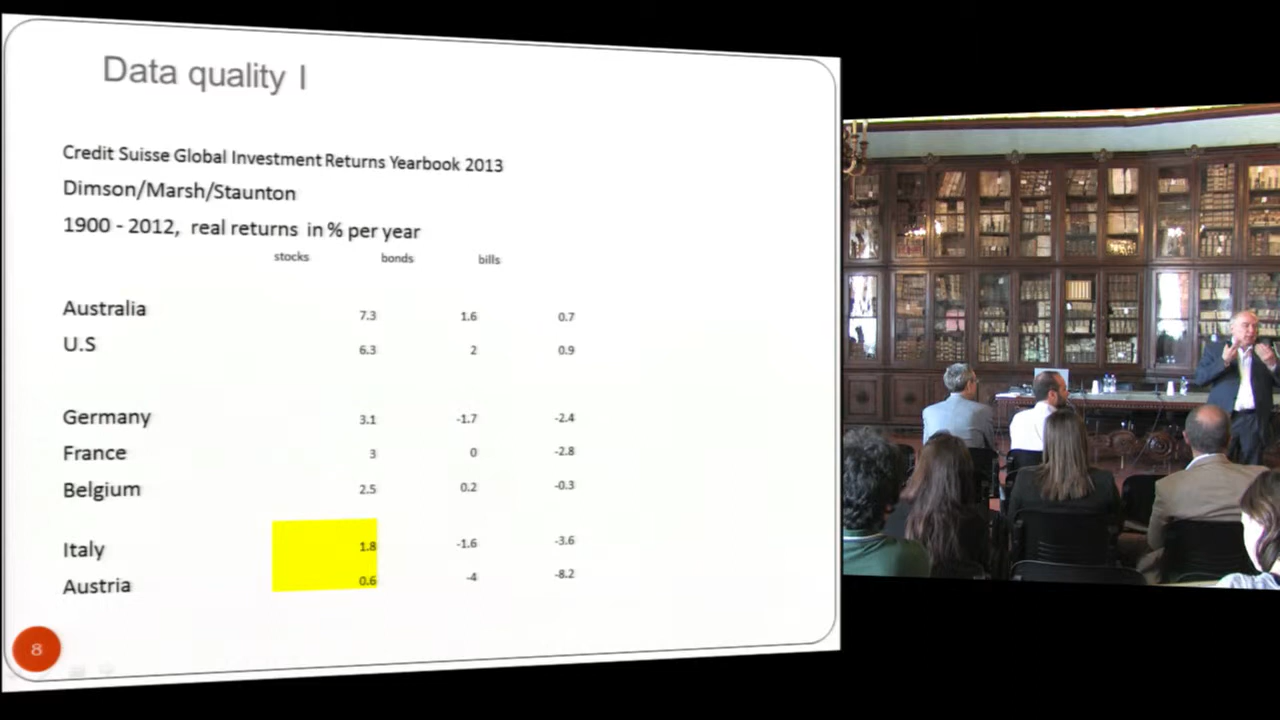 Data quality I
Credit Suisse Global Investment Returns Yearbook 2013
Dimson/Marsh/Staunton
1900 - 2012, real returns in % per year
stocks bonds bills
Australia 7.3 1.6 0.7
U.S 6.3 2 0.9
Germany 3.1 -1.7 -2.4
France 3 0 -2.8
Belgium 2.5 0.2 -0.3
Italy 1.8 -1.6 -3.6
Austria 0.6 -4 -8.2
8